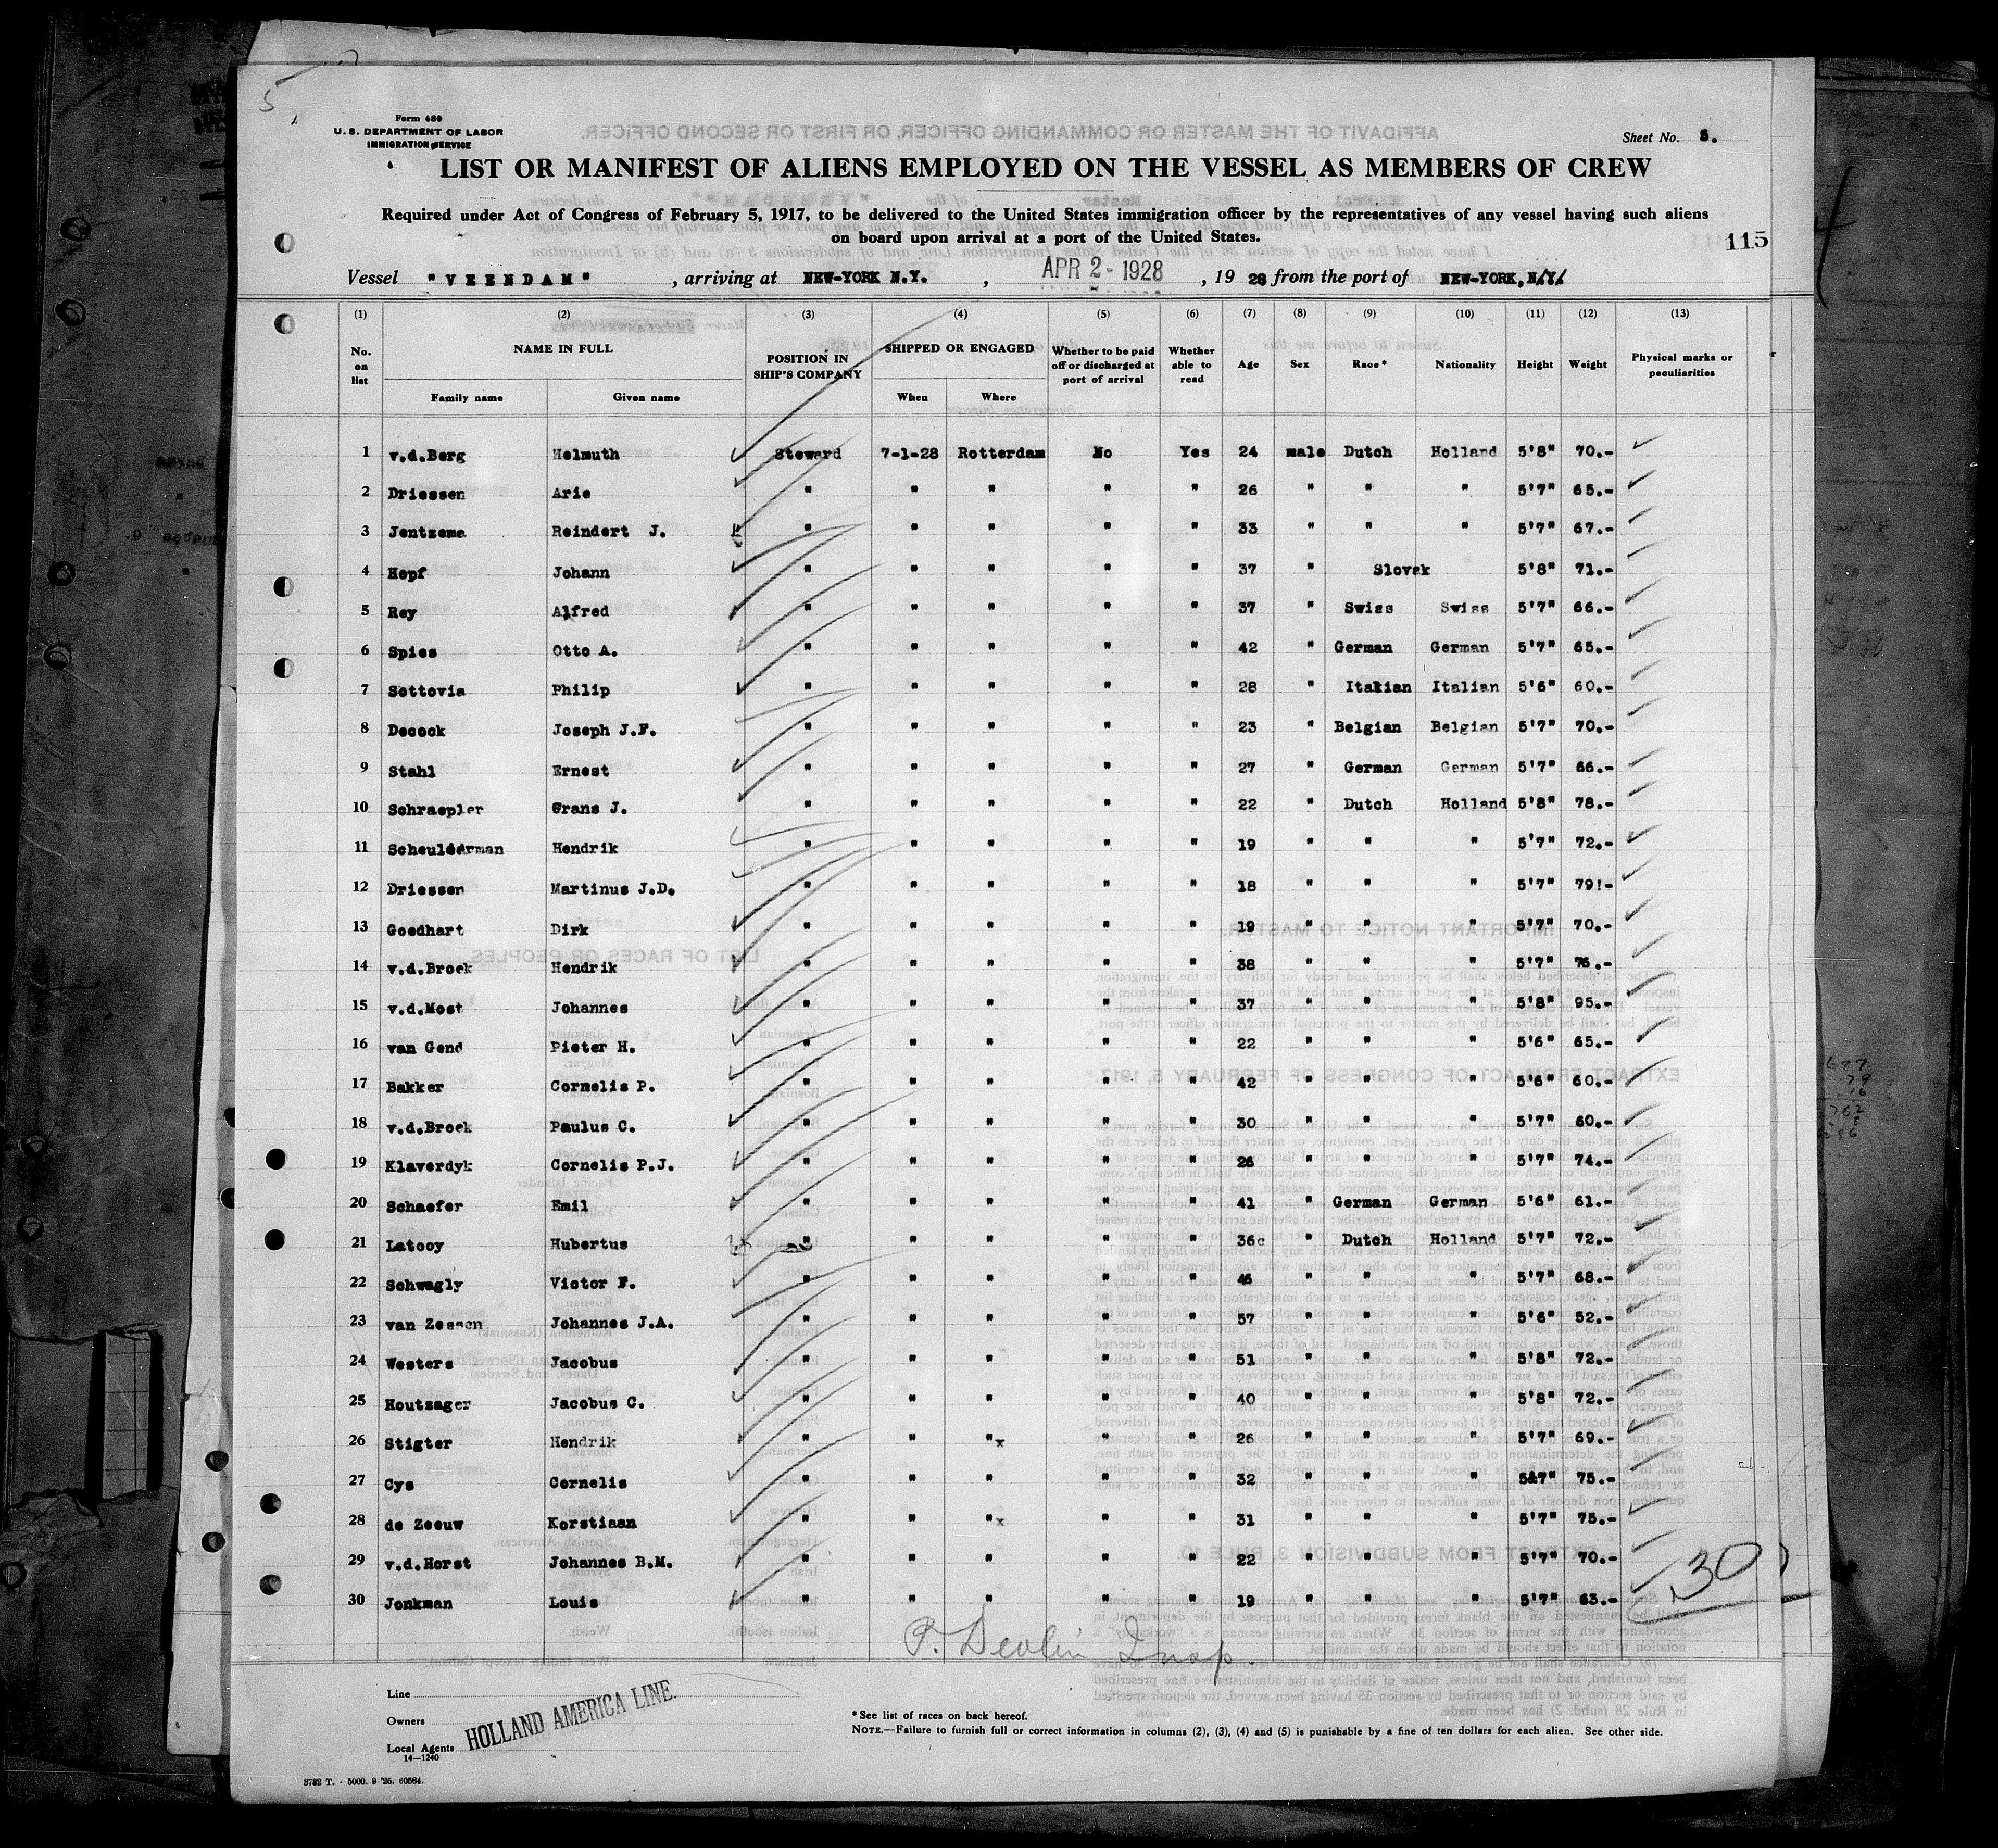 5
Form 680
U. S. DEPARTMENT OF LABOR
IMMIGRATION SERVICE
Sheet No. 5.
LIST OR MANIFEST OF ALIENS EMPLOYED ON THE VESSEL AS MEMBERS OF CREW
Required under Act of Congress of February 5, 1917, to be delivered to the United States immigration officer by the representatives of any vessel having such aliens
on board upon arrival at a port of the United States.
115
Vessel "VEENDAM" , arriving at NEW-YORK N.Y. , APR 2 - 1928 , 19 28 from the port of NEW-YORK, N.Y.
(1) (2) (3) (4) (5) (6) (7) (8) (9) (10) (11) (12) (13)
No. on list NAME IN FULL Family name Given name POSITION IN SHIP'S COMPANY SHIPPED OR ENGAGED When Where Whether to be paid off or discharged at port of arrival Whether able to read Age Sex Race* Nationality Height Weight Physical marks or peculiarities
1 v.d.Berg Helmuth Steward 7-1-28 Rotterdam No Yes 24 male Dutch Holland 5'8" 70.-
2 Driessen Arie " " " " " 26 " " " 5'7" 65.-
3 Jentzema Reindert J. " " " " " 33 " " " 5'7" 67.-
4 Hopf Johann " " " " " 37 " Slovak 5'8" 71.-
5 Rey Alfred " " " " " 37 " Swiss Swiss 5'7" 66.-
6 Spies Otto A. " " " " " 42 " German German 5'7" 65.-
7 Sottovia Philip " " " " " 28 " Itakian Italian 5'6" 60.-
8 Decock Joseph J.F. " " " " " 23 " Belgian Belgian 5'7" 70.-
9 Stahl Ernest " " " " " 27 " German German 5'7" 66.-
10 Schraepler Grans J. " " " " " 22 " Dutch Holland 5'8" 78.-
11 Scheulderman Hendrik " " " " " 19 " " " 5'7" 72.-
12 Driessen Martinus J.D. " " " " " 18 " " " 5'7" 79!-
13 Goedhart Dirk " " " " " 19 " " " 5'7" 70.-
14 v.d.Broek Hendrik " " " " " 38 " " " 5'7" 76.-
15 v.d.Most Johannes " " " " " 37 " " " 5'8" 95.-
16 van Gend Pieter H. " " " " " 22 " " " 5'6" 65.-
17 Bakker Cornelis P. " " " " " 42 " " " 5'6" 60.-
18 v.d.Broek Paulus C. " " " " " 30 " " " 5'7" 60.-
19 Klaverdyk Cornelis P.J. " " " " " 26 " " " 5'7" 74.-
20 Schaefer Emil " " " " " 41 " German German 5'6" 61.-
21 Latooy Hubertus " " " " " 36c " Dutch Holland 5'7" 72.-
22 Schwagly Victor F. " " " " " 46 " " " 5'7" 68.-
23 van Zessen Johannes J.A. " " " " " 57 " " " 5'6" 52.-
24 Westers Jacobus " " " " " 51 " " " 5'8" 72.-
25 Houtzager Jacobus C. " " " " " 40 " " " 5'8" 72.-
26 Stigter Hendrik " " "x " " 26 " " " 5'7" 69.-
27 Cys Cornelis " " " " " 32 " " " 5&7" 75.-
28 de Zeeuw Korstiaan " " "x " " 31 " " " 5'7" 75.-
29 v.d.Horst Johannes B.M. " " " " " 22 " " " 5'7" 70.-
30 Jonkman Louis " " " " " 19 " " " 5'7" 63.-
30
P. Devlin Insp.
Line
Owners
Local Agents
HOLLAND AMERICA LINE.
14—1240
* See list of races on back hereof.
NOTE.—Failure to furnish full or correct information in columns (2), (3), (4) and (5) is punishable by a fine of ten dollars for each alien. See other side.
3782 T. - 5000. 9 '25. 60584.